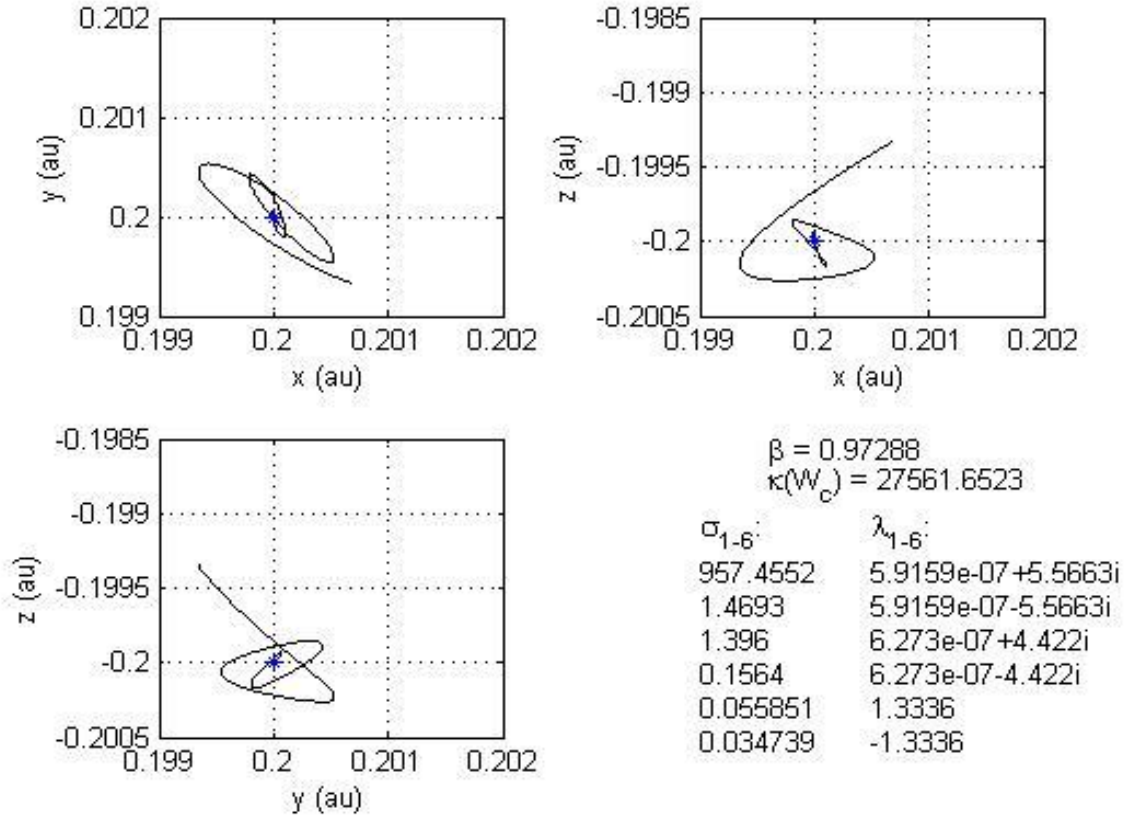 0.202
0.201
0.2
0.199
y (au)
0.199 0.2 0.201 0.202
x (au)
-0.1985
-0.199
-0.1995
-0.2
-0.2005
z (au)
0.199 0.2 0.201 0.202
x (au)
-0.1985
-0.199
-0.1995
-0.2
-0.2005
z (au)
0.199 0.2 0.201 0.202
y (au)
β = 0.97288
κ(W_c) = 27561.6523
σ_1-6: λ_1-6:
957.4552 5.9159e-07+5.5663i
1.4693 5.9159e-07-5.5663i
1.396 6.273e-07+4.422i
0.1564 6.273e-07-4.422i
0.055851 1.3336
0.034739 -1.3336